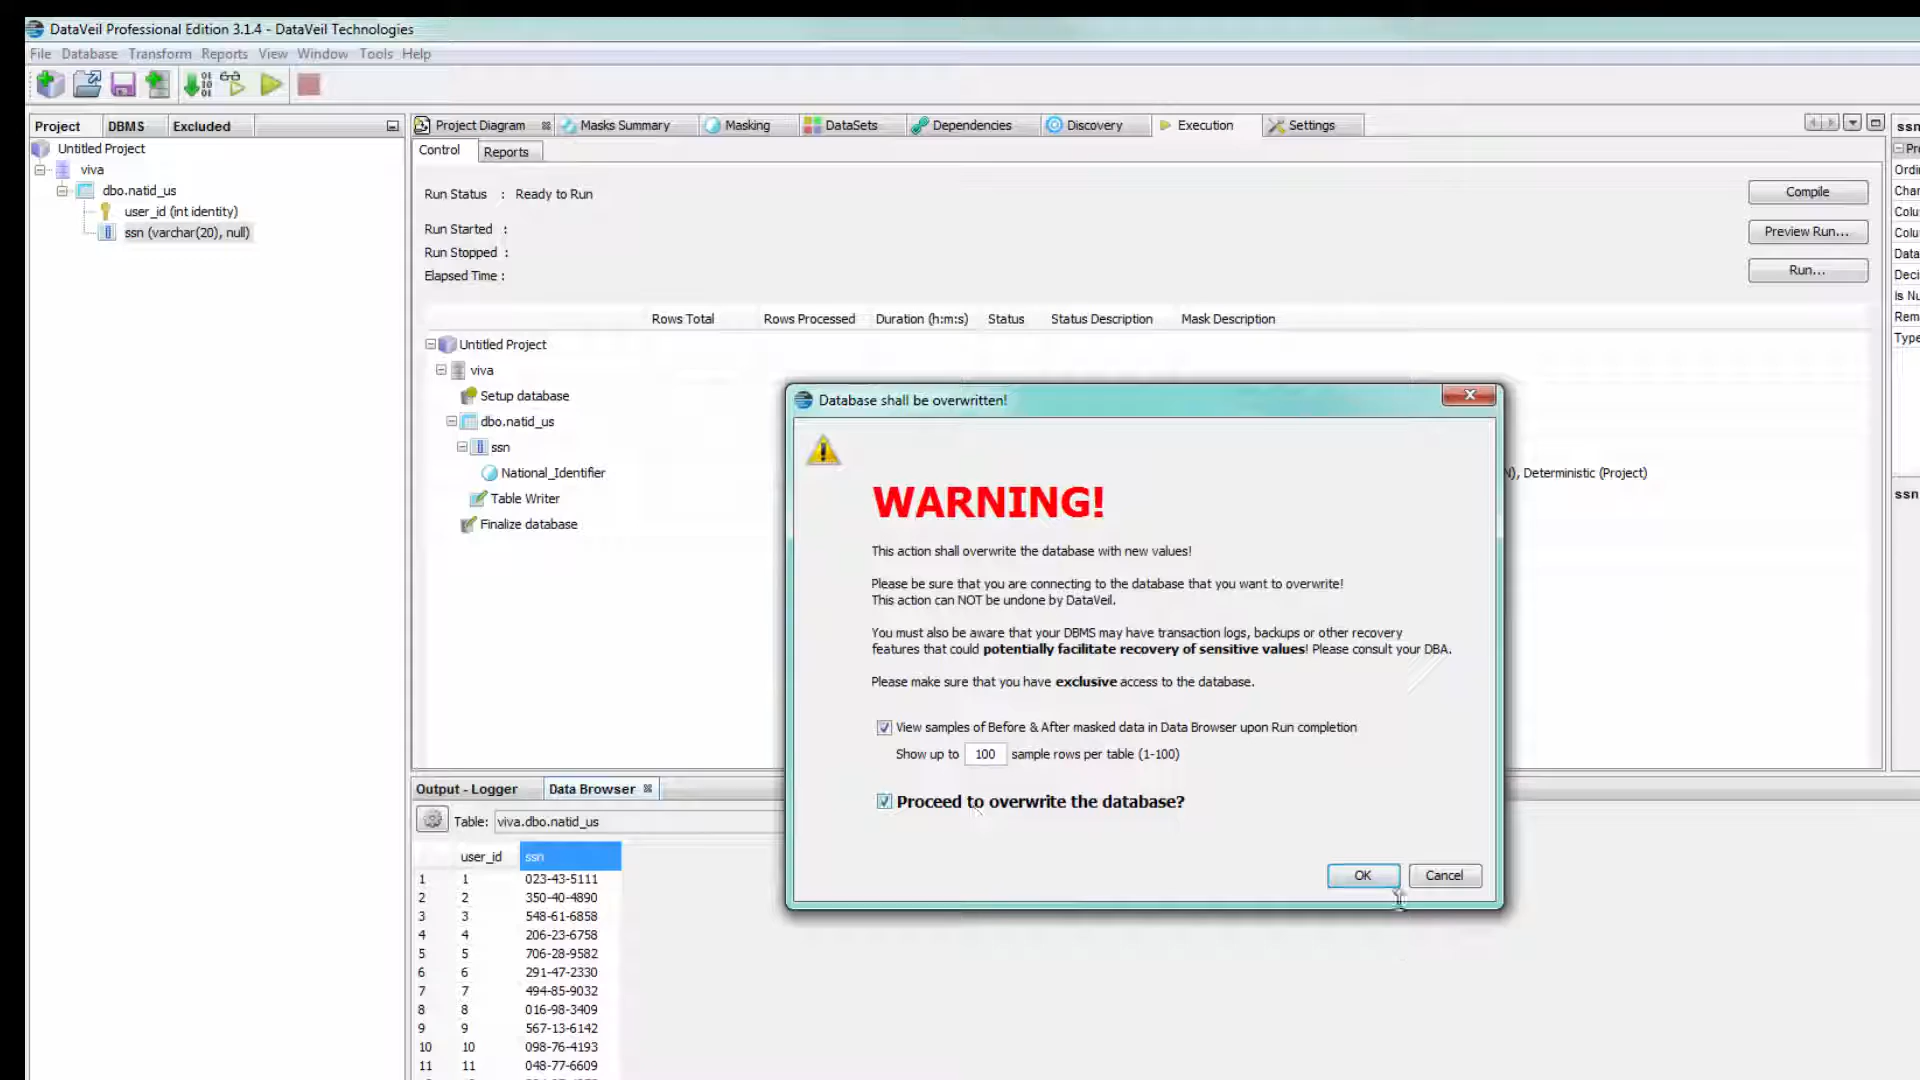 DataVeil Professional Edition 3.1.4 - DataVeil Technologies
File Database Transform Reports View Window Tools Help
Project DBMS Excluded
Untitled Project
viva
dbo.natid_us
user_id (int identity)
ssn (varchar(20), null)
Project Diagram Masks Summary Masking DataSets Dependencies Discovery Execution Settings
Control Reports
Run Status : Ready to Run
Run Started :
Run Stopped :
Elapsed Time :
Compile
Preview Run...
Run...
Rows Total Rows Processed Duration (h:m:s) Status Status Description Mask Description
Untitled Project
viva
Setup database
dbo.natid_us
ssn
National_Identifier
), Deterministic (Project)
Table Writer
Finalize database
Database shall be overwritten!
WARNING!
This action shall overwrite the database with new values!
Please be sure that you are connecting to the database that you want to overwrite!
This action can NOT be undone by DataVeil.
You must also be aware that your DBMS may have transaction logs, backups or other recovery
features that could potentially facilitate recovery of sensitive values! Please consult your DBA.
Please make sure that you have exclusive access to the database.
View samples of Before & After masked data in Data Browser upon Run completion
Show up to 100 sample rows per table (1-100)
Proceed to overwrite the database?
OK Cancel
Output - Logger Data Browser
Table: viva.dbo.natid_us
user_id ssn
1 1 023-43-5111
2 2 350-40-4890
3 3 548-61-6858
4 4 206-23-6758
5 5 706-28-9582
6 6 291-47-2330
7 7 494-85-9032
8 8 016-98-3409
9 9 567-13-6142
10 10 098-76-4193
11 11 048-77-6609
ssn
Pro
Ordi
Char
Colu
Colu
Data
Deci
Is Nu
Rem
Type
ssn